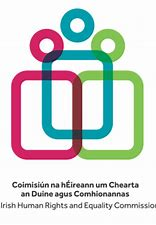 Coimisiún na hÉireann um Chearta
an Duine agus Comhionannas
Irish Human Rights and Equality Commission